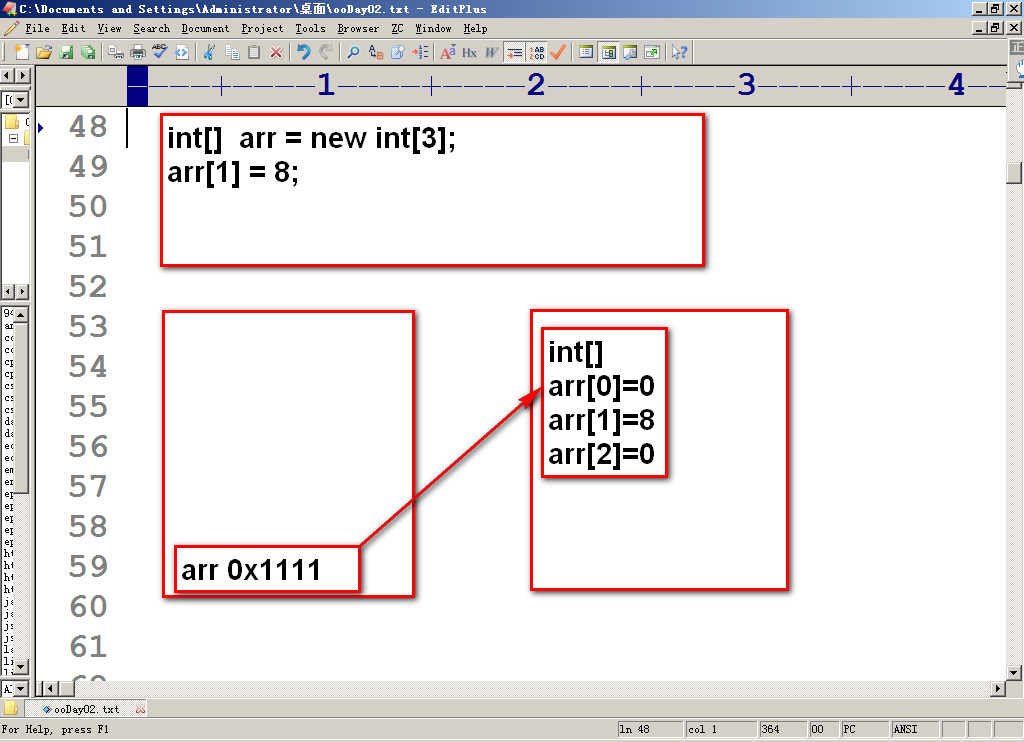 C:\Documents and Settings\Administrator\桌面\ooDay02.txt - EditPlus
File Edit View Search Document Project Tools Browser ZC Window Help
1 2 3 4
48
49
50
51
52
53
54
55
56
57
58
59
60
61
int[] arr = new int[3];
arr[1] = 8;
int[]
arr[0]=0
arr[1]=8
arr[2]=0
arr 0x1111
ooDay02.txt
For Help, press F1
ln 48
col 1
364
00
PC
ANSI